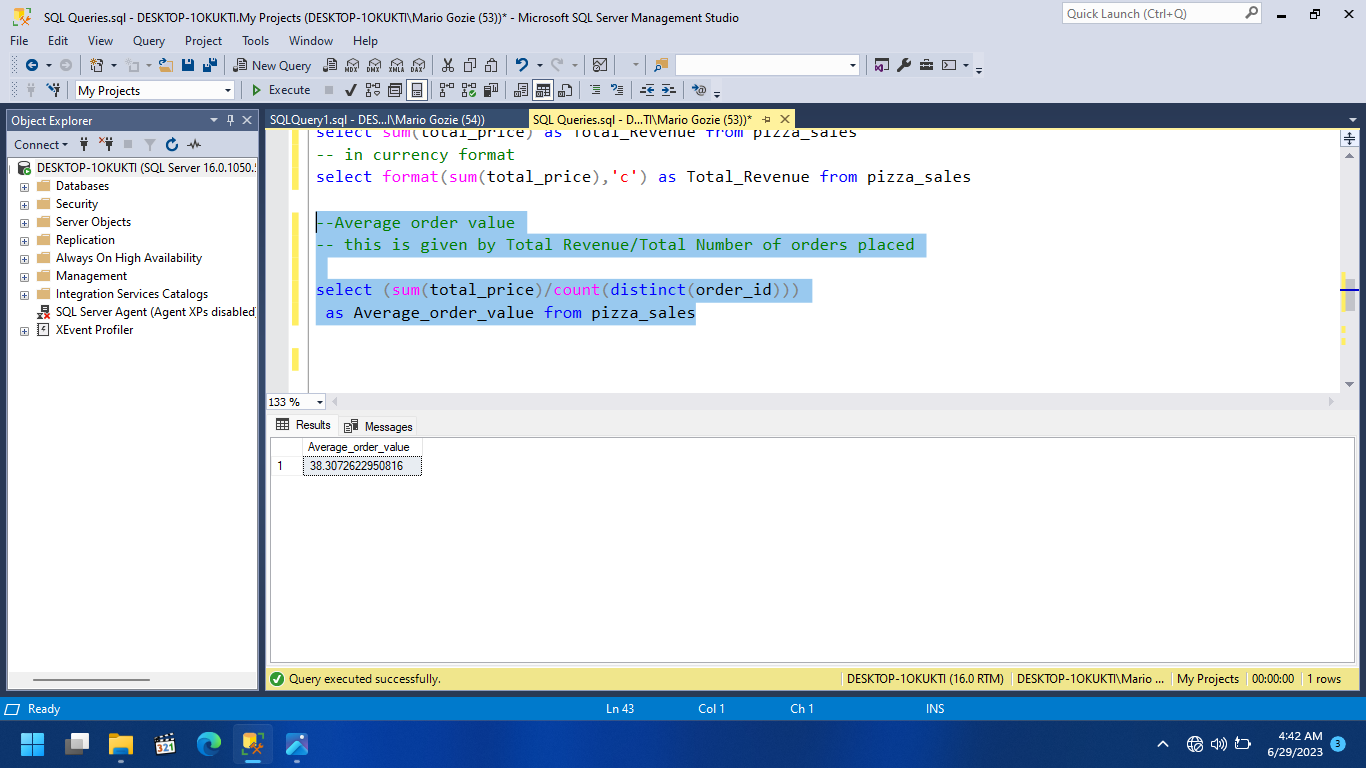 SQL Queries.sql - DESKTOP-1OKUKTI.My Projects (DESKTOP-1OKUKTI\Mario Gozie (53))* - Microsoft SQL Server Management Studio
Quick Launch (Ctrl+Q)
File Edit View Query Project Tools Window Help
New Query MDX DMX XMLA DAX
My Projects Execute
Object Explorer
SQLQuery1.sql - DES...I\Mario Gozie (54))
SQL Queries.sql - D...TI\Mario Gozie (53))*
Connect
DESKTOP-1OKUKTI (SQL Server 16.0.1050.5
Databases
Security
Server Objects
Replication
Always On High Availability
Management
Integration Services Catalogs
SQL Server Agent (Agent XPs disabled)
XEvent Profiler
select sum(total_price) as Total_Revenue from pizza_sales
-- in currency format
select format(sum(total_price),'c') as Total_Revenue from pizza_sales
--Average order value
-- this is given by Total Revenue/Total Number of orders placed
select (sum(total_price)/count(distinct(order_id)))
as Average_order_value from pizza_sales
133 %
Results Messages
Average_order_value
1 38.3072622950816
Query executed successfully.
DESKTOP-1OKUKTI (16.0 RTM) DESKTOP-1OKUKTI\Mario ... My Projects 00:00:00 1 rows
Ready Ln 43 Col 1 Ch 1 INS
321
4:42 AM
6/29/2023
3